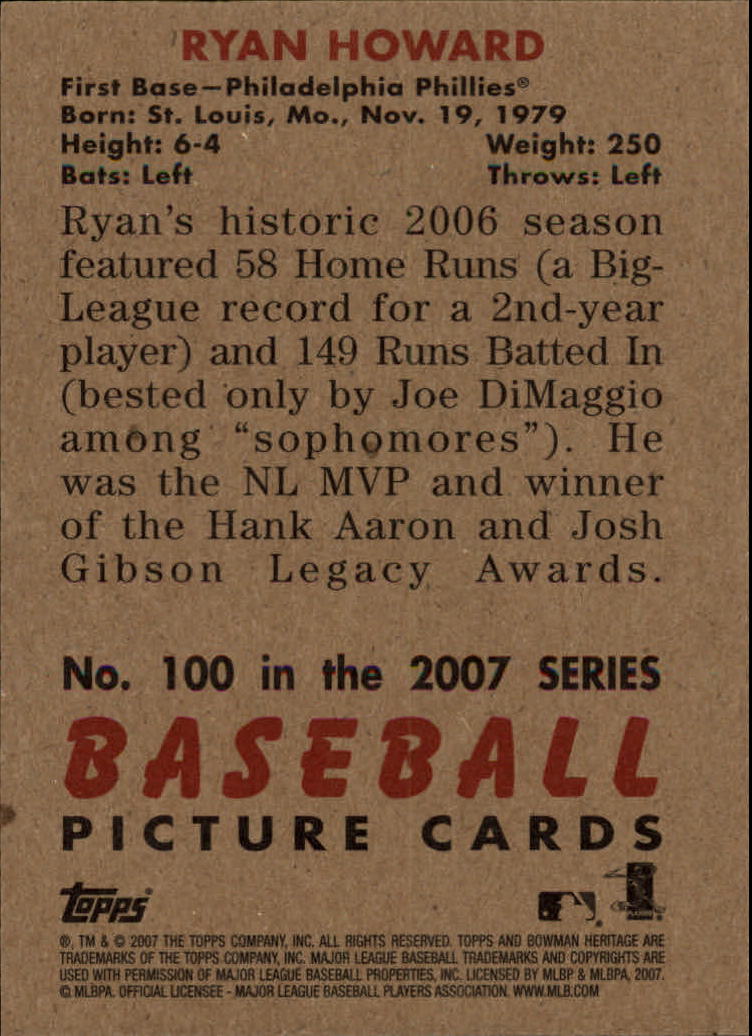 RYAN HOWARD
First Base—Philadelphia Phillies®
Born: St. Louis, Mo., Nov. 19, 1979
Height: 6-4 Weight: 250
Bats: Left Throws: Left
Ryan's historic 2006 season
featured 58 Home Runs (a Big-
League record for a 2nd-year
player) and 149 Runs Batted In
(bested only by Joe DiMaggio
among “sophomores”). He
was the NL MVP and winner
of the Hank Aaron and Josh
Gibson Legacy Awards.
No. 100 in the 2007 SERIES
BASEBALL
PICTURE CARDS
Topps®
®, TM & © 2007 THE TOPPS COMPANY, INC. ALL RIGHTS RESERVED. TOPPS AND BOWMAN HERITAGE ARE
TRADEMARKS OF THE TOPPS COMPANY, INC. MAJOR LEAGUE BASEBALL TRADEMARKS AND COPYRIGHTS ARE
USED WITH PERMISSION OF MAJOR LEAGUE BASEBALL PROPERTIES, INC. LICENSED BY MLBP & MLBPA, 2007.
© MLBPA. OFFICIAL LICENSEE - MAJOR LEAGUE BASEBALL PLAYERS ASSOCIATION. WWW.MLB.COM